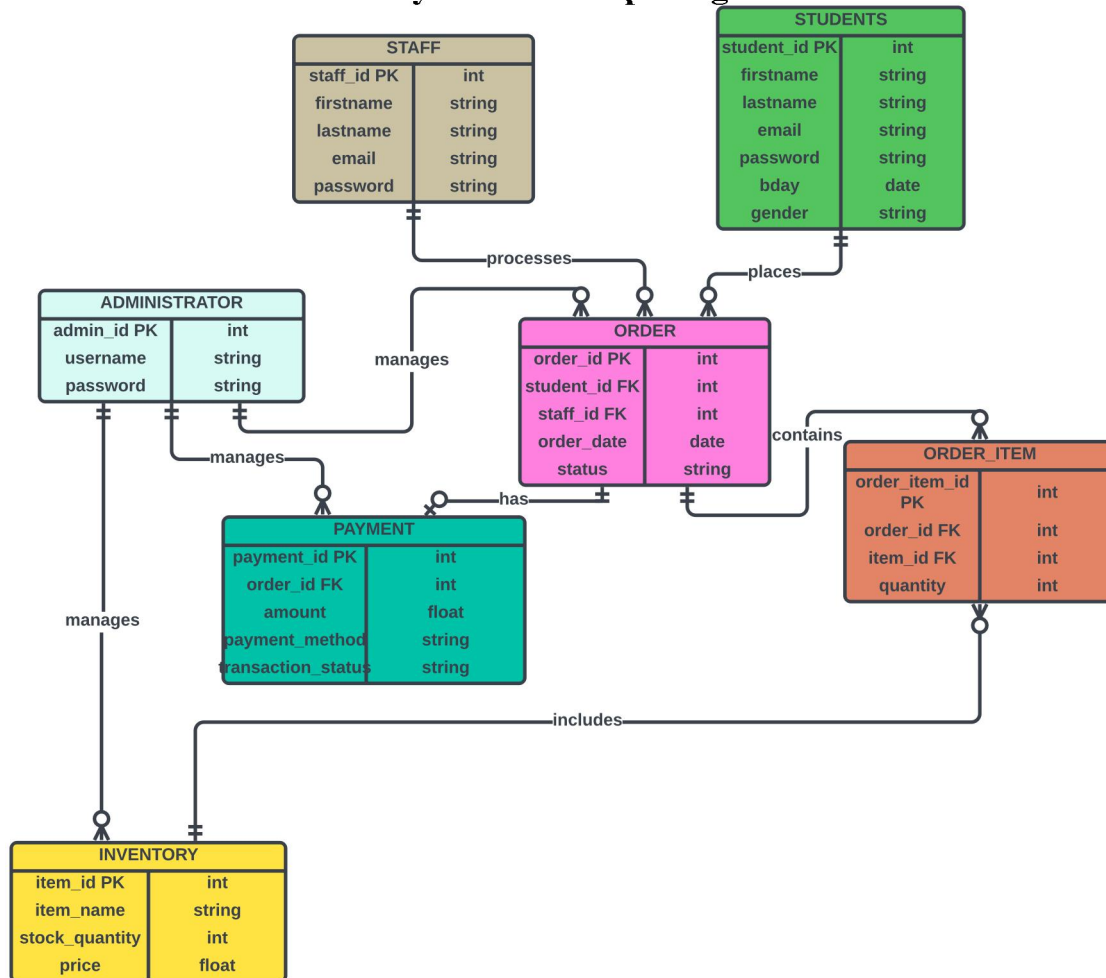 STUDENTS
student_id PK int
firstname string
lastname string
email string
password string
bday date
gender string
STAFF
staff_id PK int
firstname string
lastname string
email string
password string
processes
places
ADMINISTRATOR
admin_id PK int
username string
password string
manages
ORDER
order_id PK int
student_id FK int
staff_id FK int
order_date date
status string
contains
manages
has
ORDER_ITEM
order_item_id
PK int
order_id FK int
item_id FK int
quantity int
PAYMENT
payment_id PK int
order_id FK int
amount float
payment_method string
transaction_status string
manages
includes
INVENTORY
item_id PK int
item_name string
stock_quantity int
price float